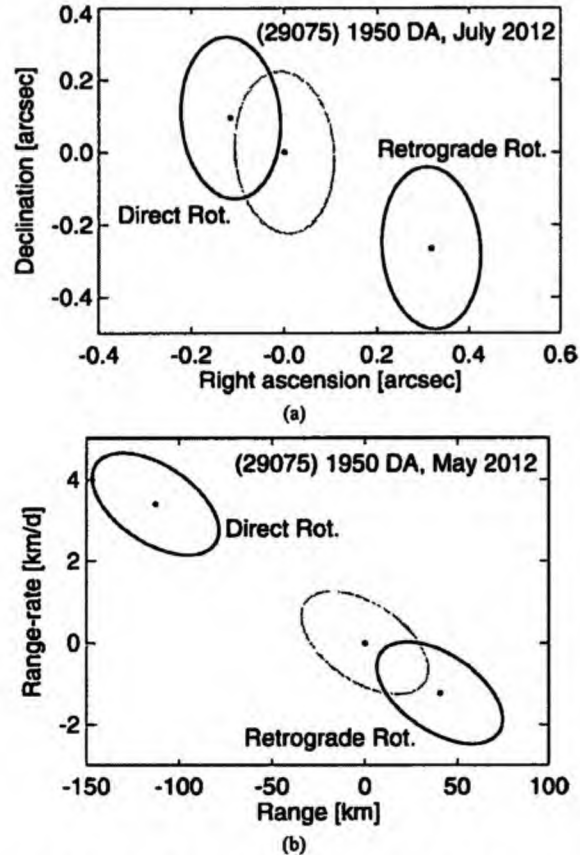 (29075) 1950 DA, July 2012
0.4
0.2
0.0
-0.2
-0.4
Declination [arcsec]
Direct Rot.
Retrograde Rot.
-0.4 -0.2 -0.0 0.2 0.4 0.6
Right ascension [arcsec]
(a)
(29075) 1950 DA, May 2012
4
2
0
-2
Range-rate [km/d]
Direct Rot.
Retrograde Rot.
-150 -100 -50 0 50 100
Range [km]
(b)